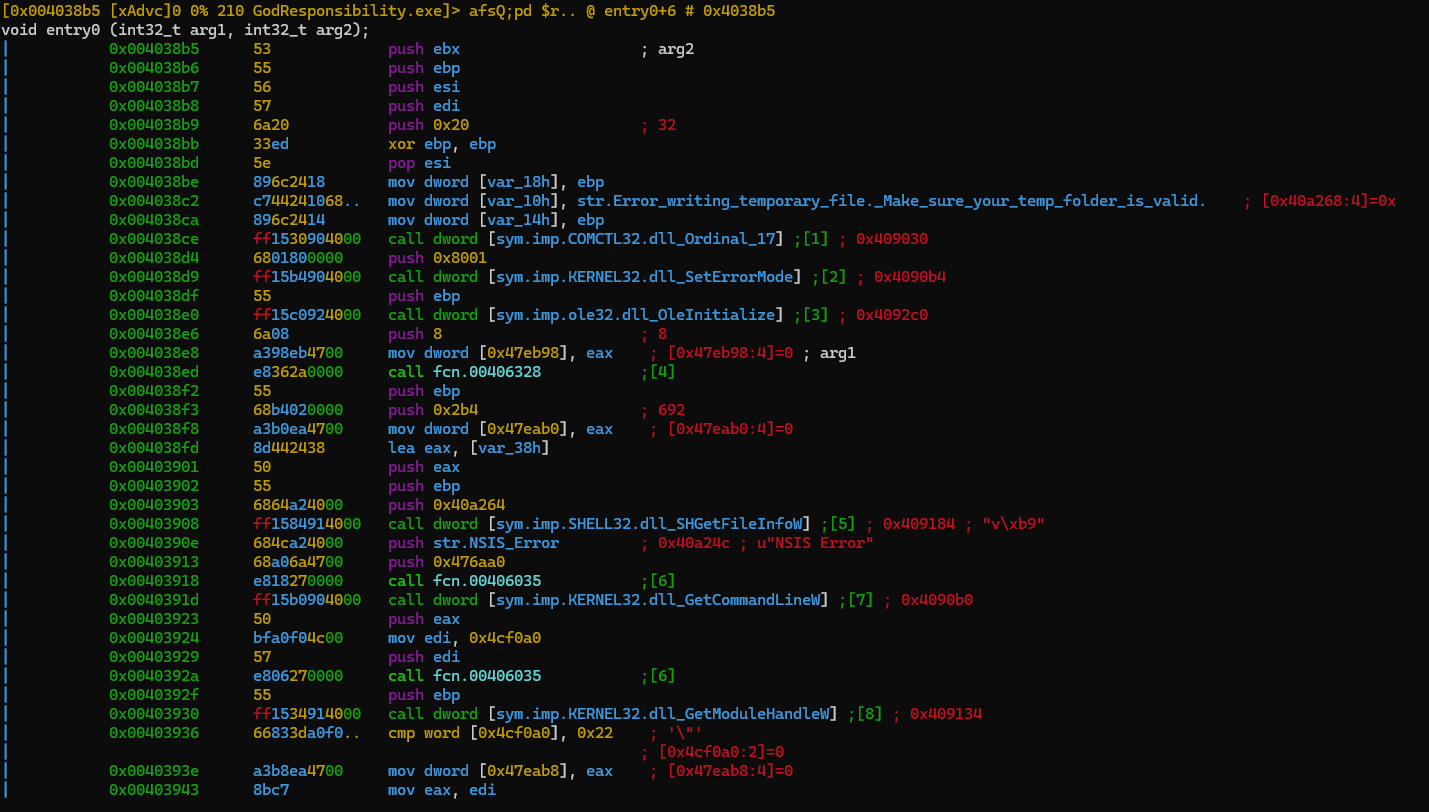 [0x004038b5 [xAdvc]0 0% 210 GodResponsibility.exe]> afsQ;pd $r.. @ entry0+6 # 0x4038b5
void entry0 (int32_t arg1, int32_t arg2);
| 0x004038b5 53 push ebx ; arg2
| 0x004038b6 55 push ebp
| 0x004038b7 56 push esi
| 0x004038b8 57 push edi
| 0x004038b9 6a20 push 0x20 ; 32
| 0x004038bb 33ed xor ebp, ebp
| 0x004038bd 5e pop esi
| 0x004038be 896c2418 mov dword [var_18h], ebp
| 0x004038c2 c744241068.. mov dword [var_10h], str.Error_writing_temporary_file._Make_sure_your_temp_folder_is_valid. ; [0x40a268:4]=0x
| 0x004038ca 896c2414 mov dword [var_14h], ebp
| 0x004038ce ff1530904000 call dword [sym.imp.COMCTL32.dll_Ordinal_17] ;[1] ; 0x409030
| 0x004038d4 6801800000 push 0x8001
| 0x004038d9 ff15b4904000 call dword [sym.imp.KERNEL32.dll_SetErrorMode] ;[2] ; 0x4090b4
| 0x004038df 55 push ebp
| 0x004038e0 ff15c0924000 call dword [sym.imp.ole32.dll_OleInitialize] ;[3] ; 0x4092c0
| 0x004038e6 6a08 push 8 ; 8
| 0x004038e8 a398eb4700 mov dword [0x47eb98], eax ; [0x47eb98:4]=0 ; arg1
| 0x004038ed e8362a0000 call fcn.00406328 ;[4]
| 0x004038f2 55 push ebp
| 0x004038f3 68b4020000 push 0x2b4 ; 692
| 0x004038f8 a3b0ea4700 mov dword [0x47eab0], eax ; [0x47eab0:4]=0
| 0x004038fd 8d442438 lea eax, [var_38h]
| 0x00403901 50 push eax
| 0x00403902 55 push ebp
| 0x00403903 6864a24000 push 0x40a264
| 0x00403908 ff1584914000 call dword [sym.imp.SHELL32.dll_SHGetFileInfoW] ;[5] ; 0x409184 ; "v\xb9"
| 0x0040390e 684ca24000 push str.NSIS_Error ; 0x40a24c ; u"NSIS Error"
| 0x00403913 68a06a4700 push 0x476aa0
| 0x00403918 e818270000 call fcn.00406035 ;[6]
| 0x0040391d ff15b0904000 call dword [sym.imp.KERNEL32.dll_GetCommandLineW] ;[7] ; 0x4090b0
| 0x00403923 50 push eax
| 0x00403924 bfa0f04c00 mov edi, 0x4cf0a0
| 0x00403929 57 push edi
| 0x0040392a e806270000 call fcn.00406035 ;[6]
| 0x0040392f 55 push ebp
| 0x00403930 ff1534914000 call dword [sym.imp.KERNEL32.dll_GetModuleHandleW] ;[8] ; 0x409134
| 0x00403936 66833da0f0.. cmp word [0x4cf0a0], 0x22 ; '\"'
| ; [0x4cf0a0:2]=0
| 0x0040393e a3b8ea4700 mov dword [0x47eab8], eax ; [0x47eab8:4]=0
| 0x00403943 8bc7 mov eax, edi